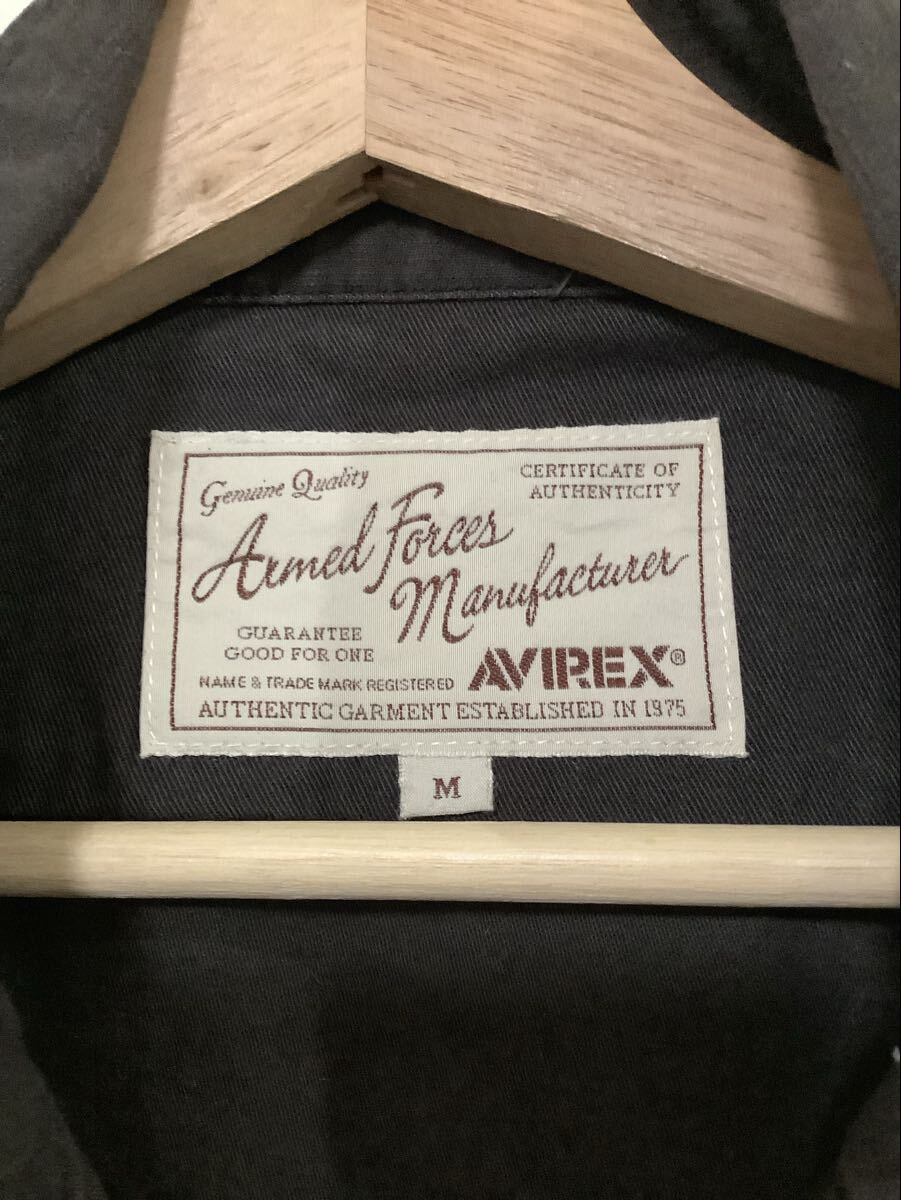 Genuine Quality
CERTIFICATE OF
AUTHENTICITY
Armed Forces
Manufacturer
GUARANTEE
GOOD FOR ONE
NAME & TRADE MARK REGISTERED
AVIREX®
AUTHENTIC GARMENT ESTABLISHED IN 1975
M